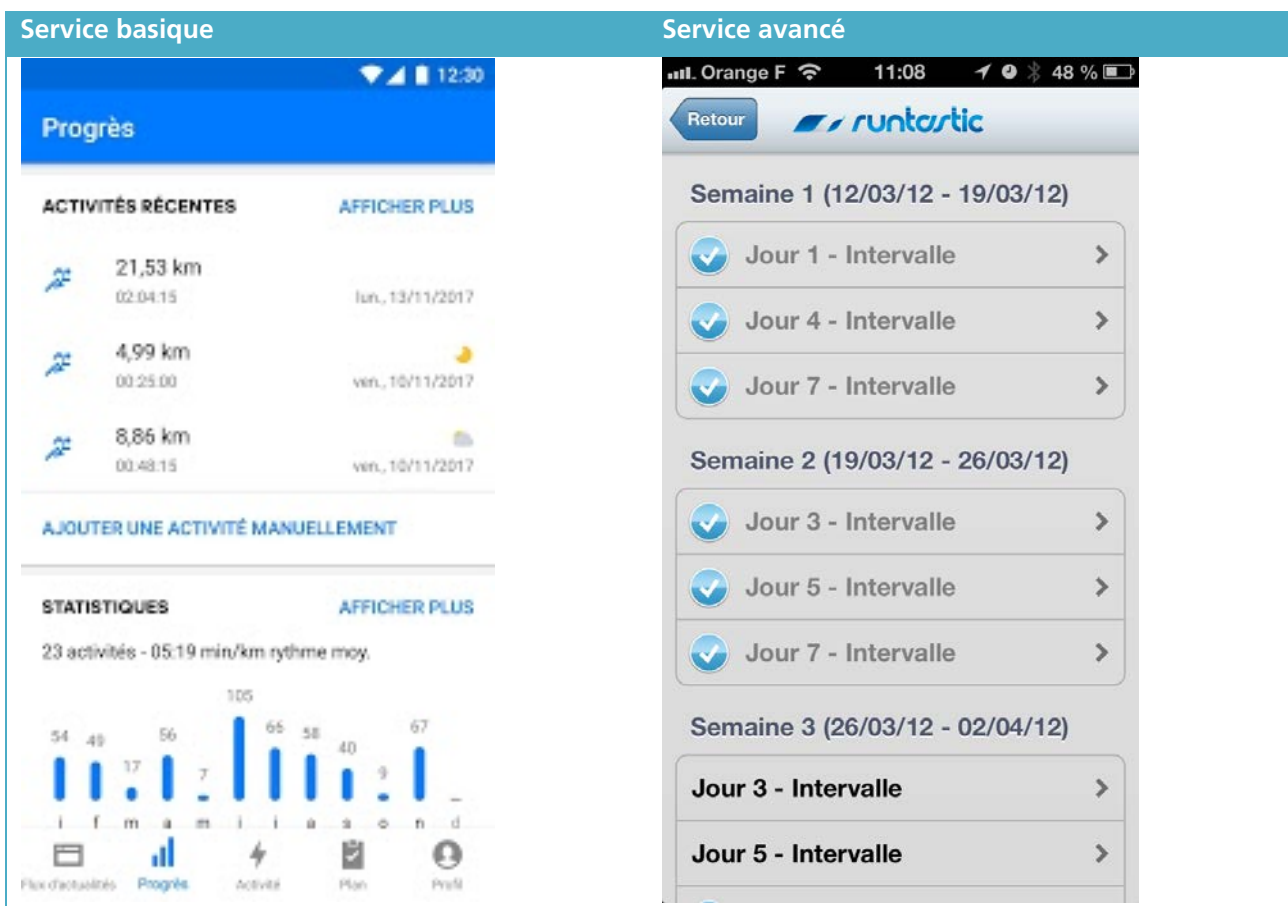 Service basique
Service avancé
12:30
Progrès
ACTIVITÉS RÉCENTES AFFICHER PLUS
21,53 km
02:04:15 lun., 13/11/2017
4,99 km
00:25:00 ven., 10/11/2017
8,86 km
00:48:15 ven., 10/11/2017
AJOUTER UNE ACTIVITÉ MANUELLEMENT
STATISTIQUES AFFICHER PLUS
23 activités - 05:19 min/km rythme moy.
54 49 17 56 7 105 66 58 40 9 67 _
j f m a m j j a s o n d
Flux d'actualités Progrès Activité Plan Profil
Orange F 11:08 48 %
Retour runtastic
Semaine 1 (12/03/12 - 19/03/12)
Jour 1 - Intervalle
Jour 4 - Intervalle
Jour 7 - Intervalle
Semaine 2 (19/03/12 - 26/03/12)
Jour 3 - Intervalle
Jour 5 - Intervalle
Jour 7 - Intervalle
Semaine 3 (26/03/12 - 02/04/12)
Jour 3 - Intervalle
Jour 5 - Intervalle